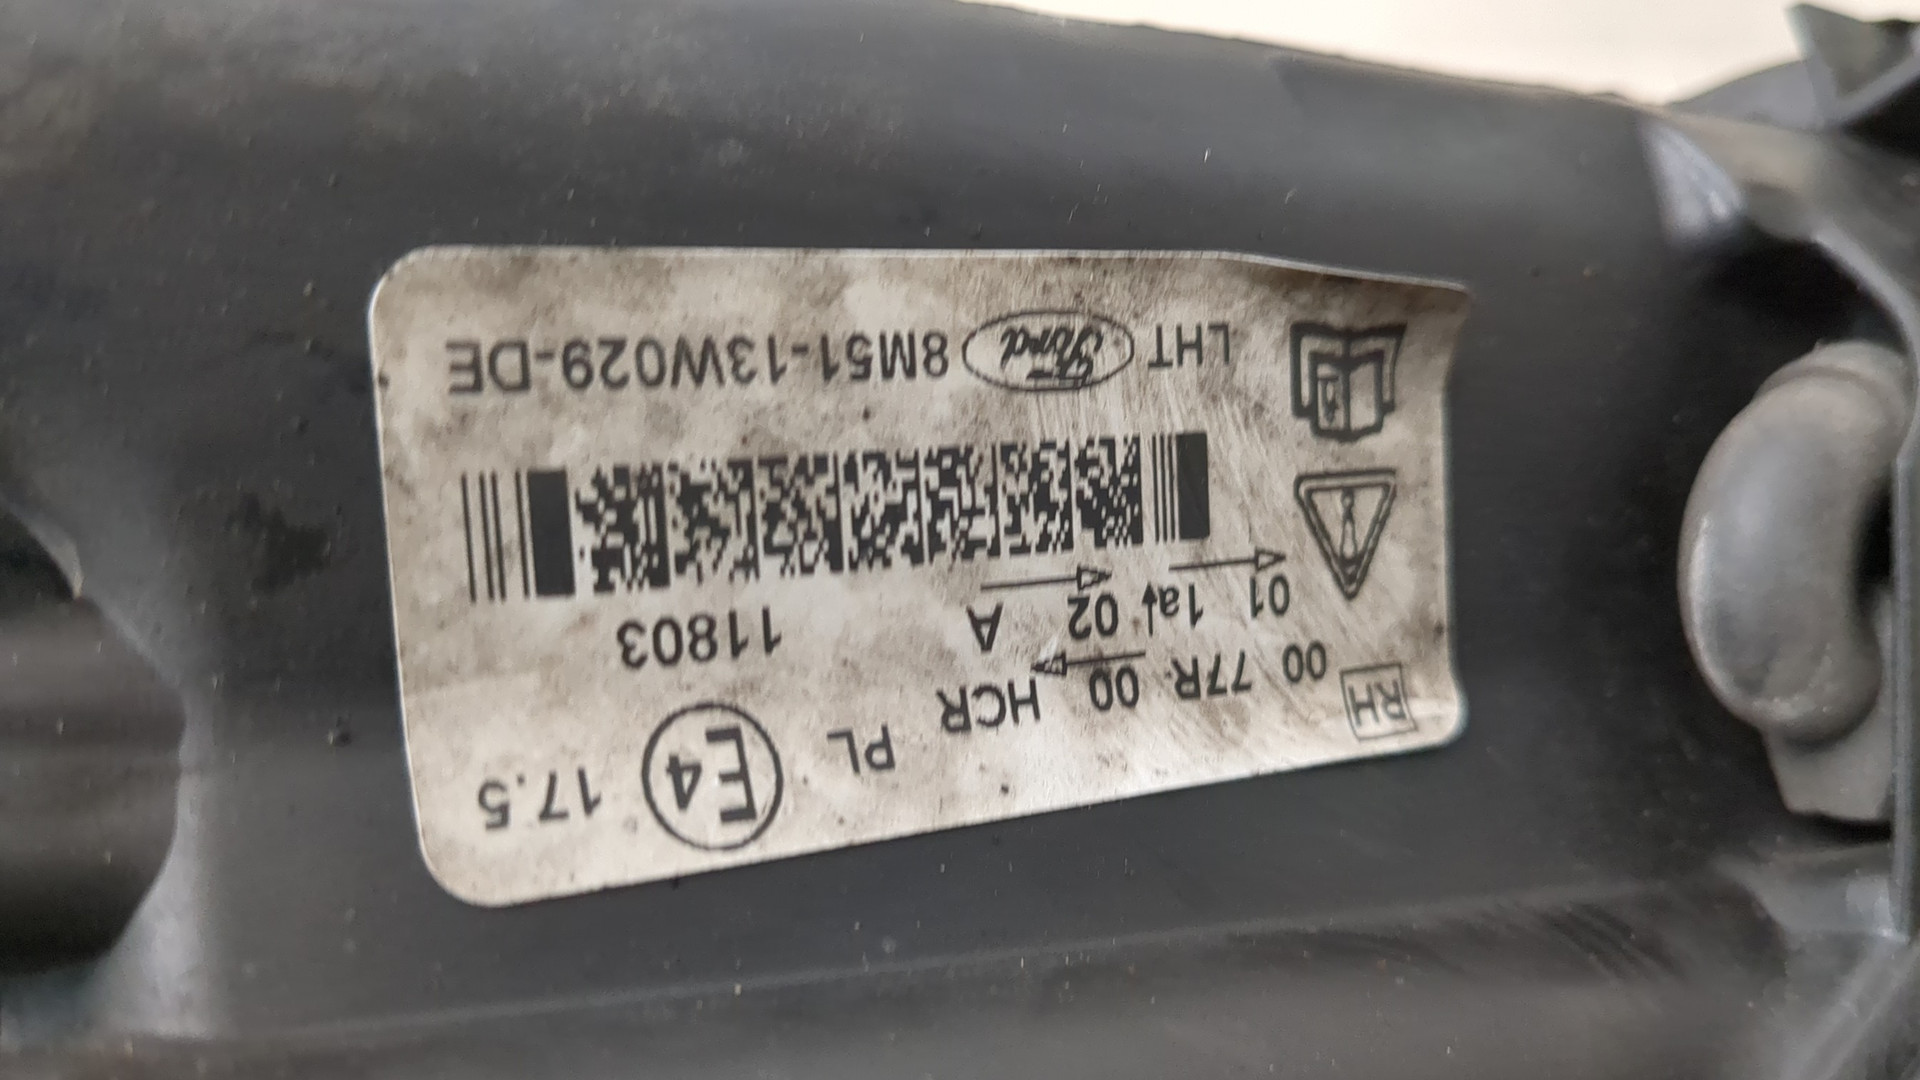 RH 00 77R 00 HCR PL E4 17.5
01 1a 02 A 11803
LHT Ford 8M51-13W029-DE